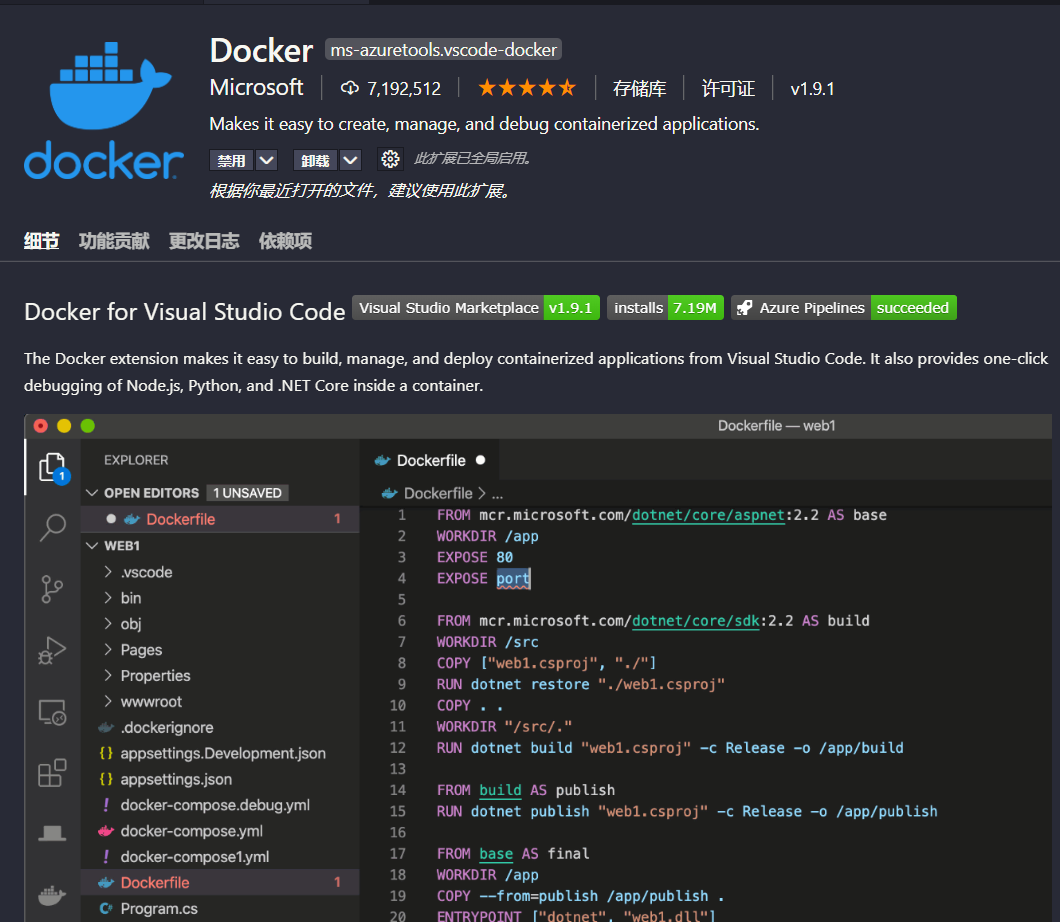 Docker ms-azuretools.vscode-docker
Microsoft 7,192,512 存储库 许可证 v1.9.1
Makes it easy to create, manage, and debug containerized applications.
docker
禁用 卸载 此扩展已全局启用。
根据你最近打开的文件，建议使用此扩展。
细节 功能贡献 更改日志 依赖项
Docker for Visual Studio Code Visual Studio Marketplace v1.9.1 installs 7.19M Azure Pipelines succeeded
The Docker extension makes it easy to build, manage, and deploy containerized applications from Visual Studio Code. It also provides one-click
debugging of Node.js, Python, and .NET Core inside a container.
Dockerfile — web1
1
EXPLORER
OPEN EDITORS 1 UNSAVED
Dockerfile 1
WEB1
.vscode
bin
obj
Pages
Properties
wwwroot
.dockerignore
{} appsettings.Development.json
{} appsettings.json
! docker-compose.debug.yml
docker-compose.yml
! docker-compose1.yml
Dockerfile 1
C# Program.cs
Dockerfile
Dockerfile > ...
1 FROM mcr.microsoft.com/dotnet/core/aspnet:2.2 AS base
2 WORKDIR /app
3 EXPOSE 80
4 EXPOSE port
5
6 FROM mcr.microsoft.com/dotnet/core/sdk:2.2 AS build
7 WORKDIR /src
8 COPY ["web1.csproj", "./"]
9 RUN dotnet restore "./web1.csproj"
10 COPY . .
11 WORKDIR "/src/."
12 RUN dotnet build "web1.csproj" -c Release -o /app/build
13
14 FROM build AS publish
15 RUN dotnet publish "web1.csproj" -c Release -o /app/publish
16
17 FROM base AS final
18 WORKDIR /app
19 COPY --from=publish /app/publish .
20 ENTRYPOINT ["dotnet", "web1.dll"]